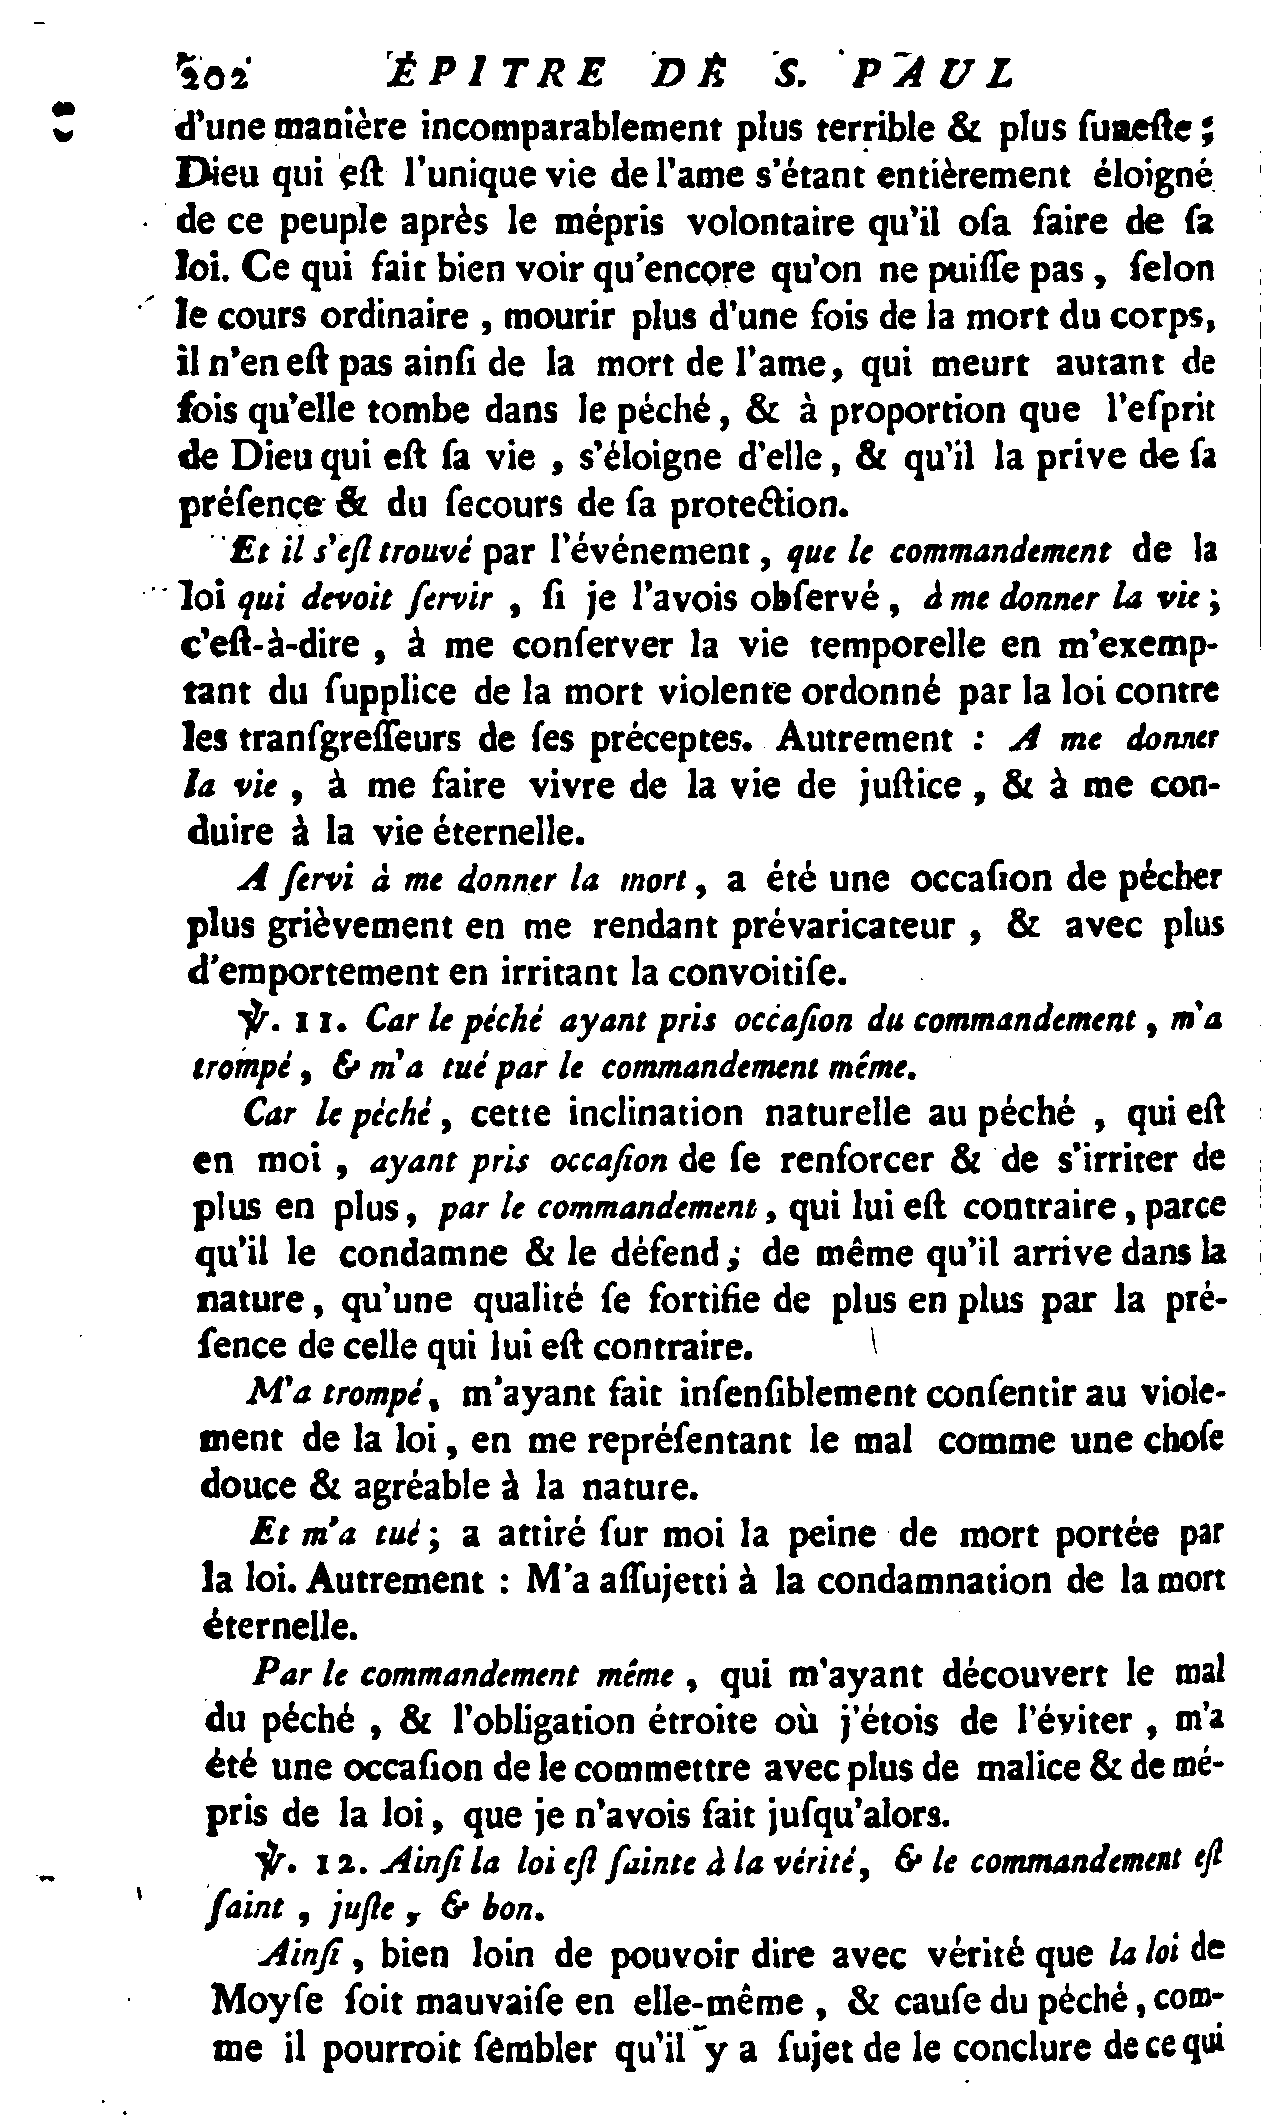 202 ÉPITRE DE S. PAUL
d'une manière incomparablement plus terrible & plus funeſte ;
Dieu qui eſt l'unique vie de l'ame s'étant entièrement éloigné
de ce peuple après le mépris volontaire qu'il oſa faire de ſa
loi. Ce qui fait bien voir qu'encore qu'on ne puiſſe pas , ſelon
le cours ordinaire , mourir plus d'une fois de la mort du corps,
il n'en eſt pas ainſi de la mort de l'ame, qui meurt autant de
fois qu'elle tombe dans le péché, & à proportion que l'eſprit
de Dieu qui eſt ſa vie , s'éloigne d'elle, & qu'il la prive de ſa
préſence & du ſecours de ſa protection.
Et il s'eſt trouvé par l'événement , que le commandement de la
loi qui devoit ſervir , ſi je l'avois obſervé , à me donner la vie ;
c'eſt-à-dire , à me conſerver la vie temporelle en m'exemp-
tant du ſupplice de la mort violente ordonné par la loi contre
les tranſgreſſeurs de ſes préceptes. Autrement : A me donner
la vie , à me faire vivre de la vie de juſtice , & à me con-
duire à la vie éternelle.
A ſervi à me donner la mort, a été une occaſion de pécher
plus grièvement en me rendant prévaricateur , & avec plus
d'emportement en irritant la convoitiſe.
℣. 11. Car le péché ayant pris occaſion du commandement , m'a
trompé , & m'a tué par le commandement même.
Car le péché , cette inclination naturelle au péché , qui eſt
en moi , ayant pris occaſion de ſe renforcer & de s'irriter de
plus en plus, par le commandement, qui lui eſt contraire, parce
qu'il le condamne & le défend ; de même qu'il arrive dans la
nature , qu'une qualité ſe fortifie de plus en plus par la pré-
ſence de celle qui lui eſt contraire.
M'a trompé, m'ayant fait inſenſiblement conſentir au viole-
ment de la loi , en me repréſentant le mal comme une choſe
douce & agréable à la nature.
Et m'a tué ; a attiré ſur moi la peine de mort portée par
la loi. Autrement : M'a aſſujetti à la condamnation de la mort
éternelle.
Par le commandement même , qui m'ayant découvert le mal
du péché , & l'obligation étroite où j'étois de l'éviter , m'a
été une occaſion de le commettre avec plus de malice & de mé-
pris de la loi, que je n'avois fait juſqu'alors.
℣. 12. Ainſi la loi eſt ſainte à la vérité, & le commandement eſt
ſaint , juſte , & bon.
Ainſi , bien loin de pouvoir dire avec vérité que la loi de
Moyſe ſoit mauvaiſe en elle-même , & cauſe du péché, com-
me il pourroit ſembler qu'il y a ſujet de le conclure de ce qui